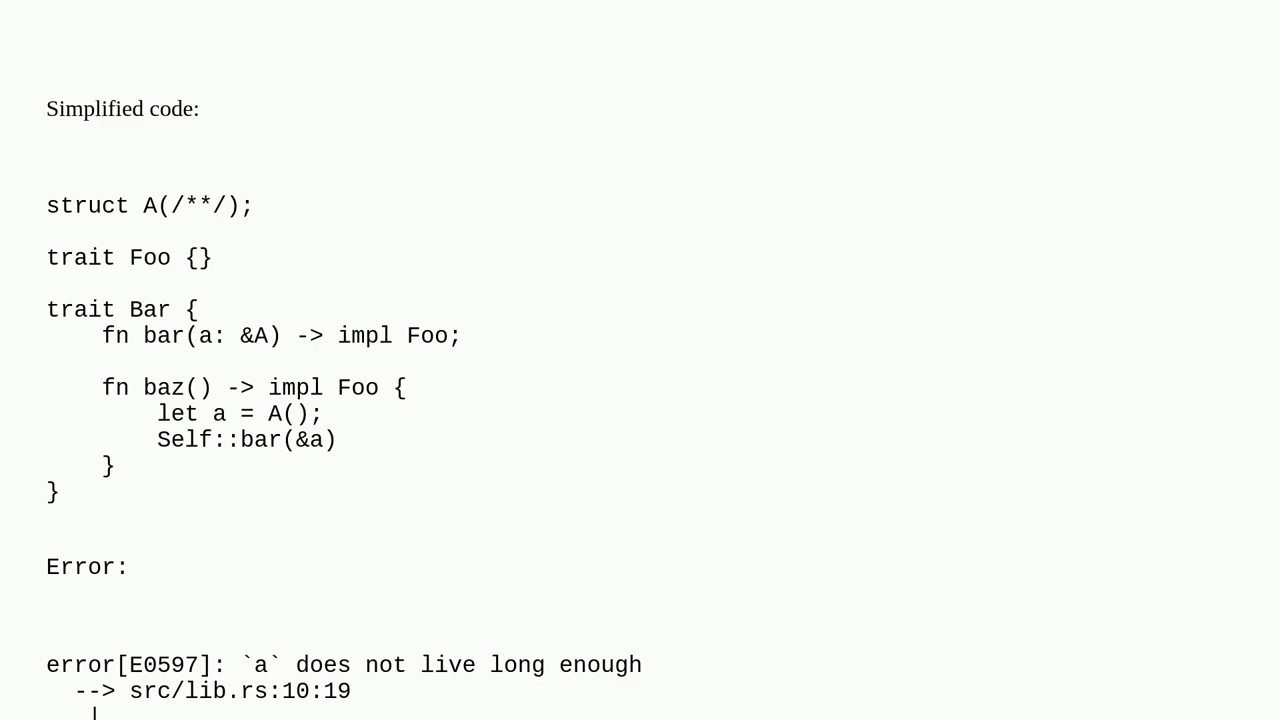 Simplified code:
struct A(/**/);
trait Foo {}
trait Bar {
    fn bar(a: &A) -> impl Foo;
    fn baz() -> impl Foo {
        let a = A();
        Self::bar(&a)
    }
}
Error:
error[E0597]: `a` does not live long enough
  --> src/lib.rs:10:19
   |